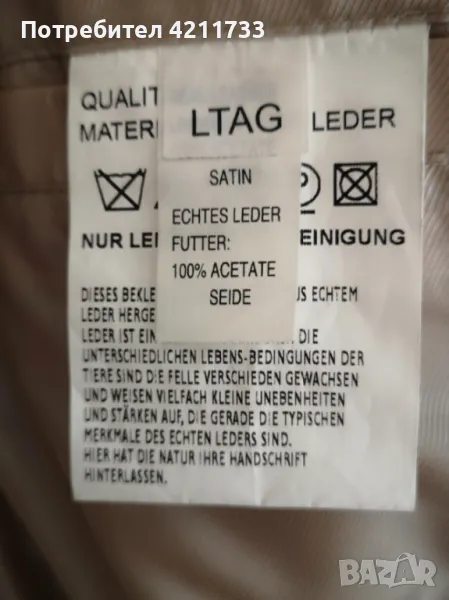 Потребител 4211733
QUALIT
MATERI LEDER
LTAG
SATIN
ECHTES LEDER
FUTTER:
100% ACETATE
SEIDE
P
NUR LE EINIGUNG
DIESES BEKLE US ECHTEM
LEDER HERGE
LEDER IST EIN DIE
UNTERSCHIEDLICHEN LEBENS-BEDINGUNGEN DER
TIERE SIND DIE FELLE VERSCHIEDEN GEWACHSEN
UND WEISEN VIELFACH KLEINE UNEBENHEITEN
UND STÄRKEN AUF, DIE GERADE DIE TYPISCHEN
MERKMALE DES ECHTEN LEDERS SIND.
HIER HAT DIE NATUR IHRE HANDSCHRIFT
HINTERLASSEN.
BAZAR